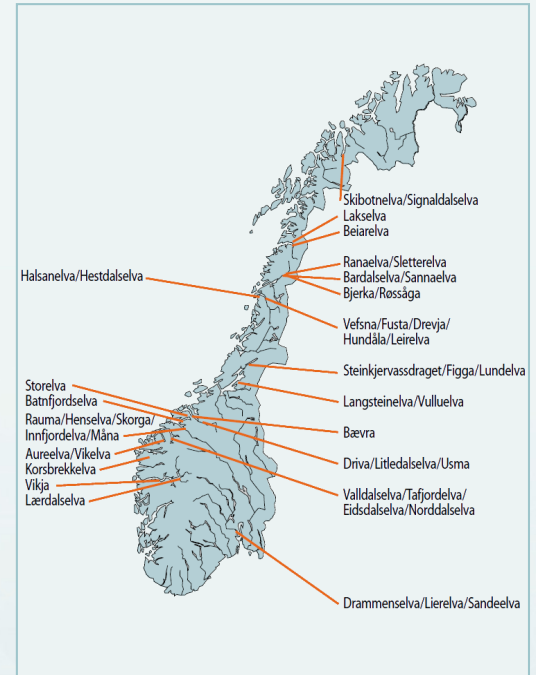 Skibotnelva/Signaldalselva
Lakselva
Beiarelva
Ranaelva/Sletterelva
Bardalselva/Sannaelva
Bjerka/Røssåga
Halsanelva/Hestdalselva
Vefsna/Fusta/Drevja/
Hundåla/Leirelva
Steinkjervassdraget/Figga/Lundelva
Langsteinelva/Vulluelva
Bævra
Driva/Litledalselva/Usma
Valldalselva/Tafjordelva/
Eidsdalselva/Norddalselva
Storelva
Batnfjordselva
Rauma/Henselva/Skorga/
Innfjordelva/Måna
Aureelva/Vikelva
Korsbrekkelva
Vikja
Lærdalselva
Drammenselva/Lierelva/Sandeelva